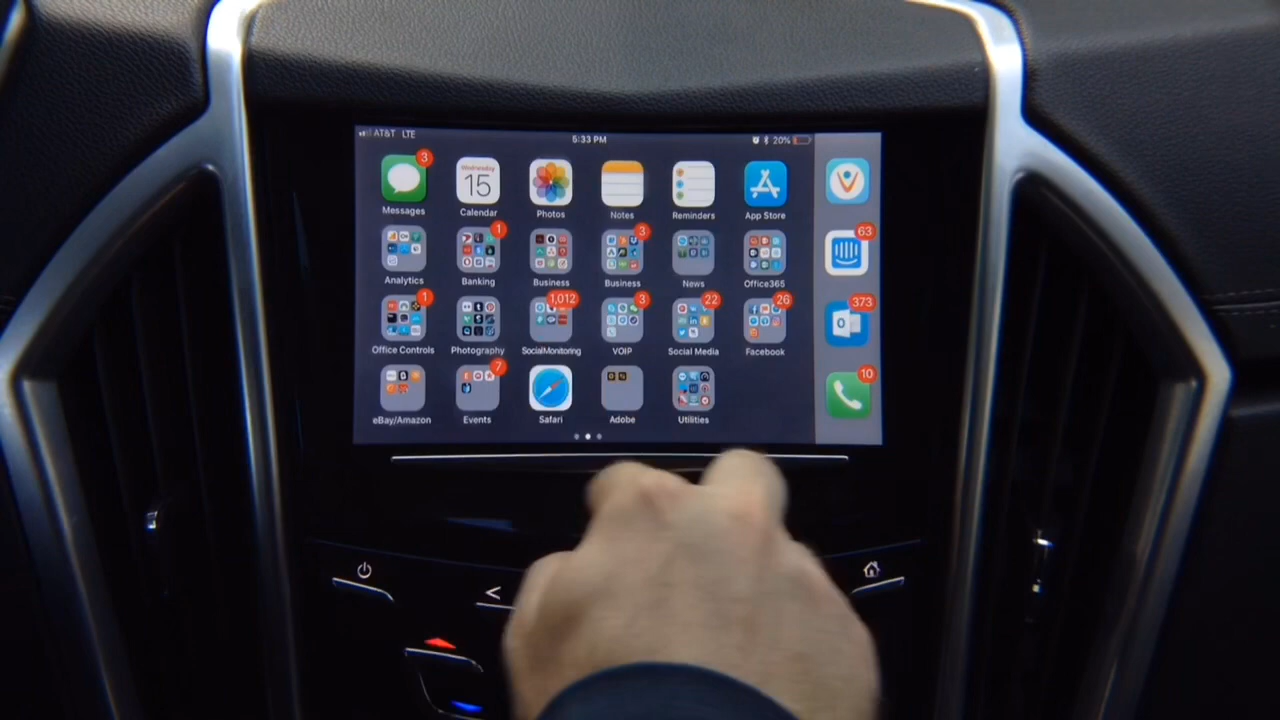 AT&T LTE 5:33 PM 20%
3
Wednesday
15
Messages Calendar Photos Notes Reminders App Store
1 3 63
Analytics Banking Business Business News Office365
1 1,012 3 22 26 373
Office Controls Photography SocialMonitoring VOIP Social Media Facebook
7 10
eBay/Amazon Events Safari Adobe Utilities